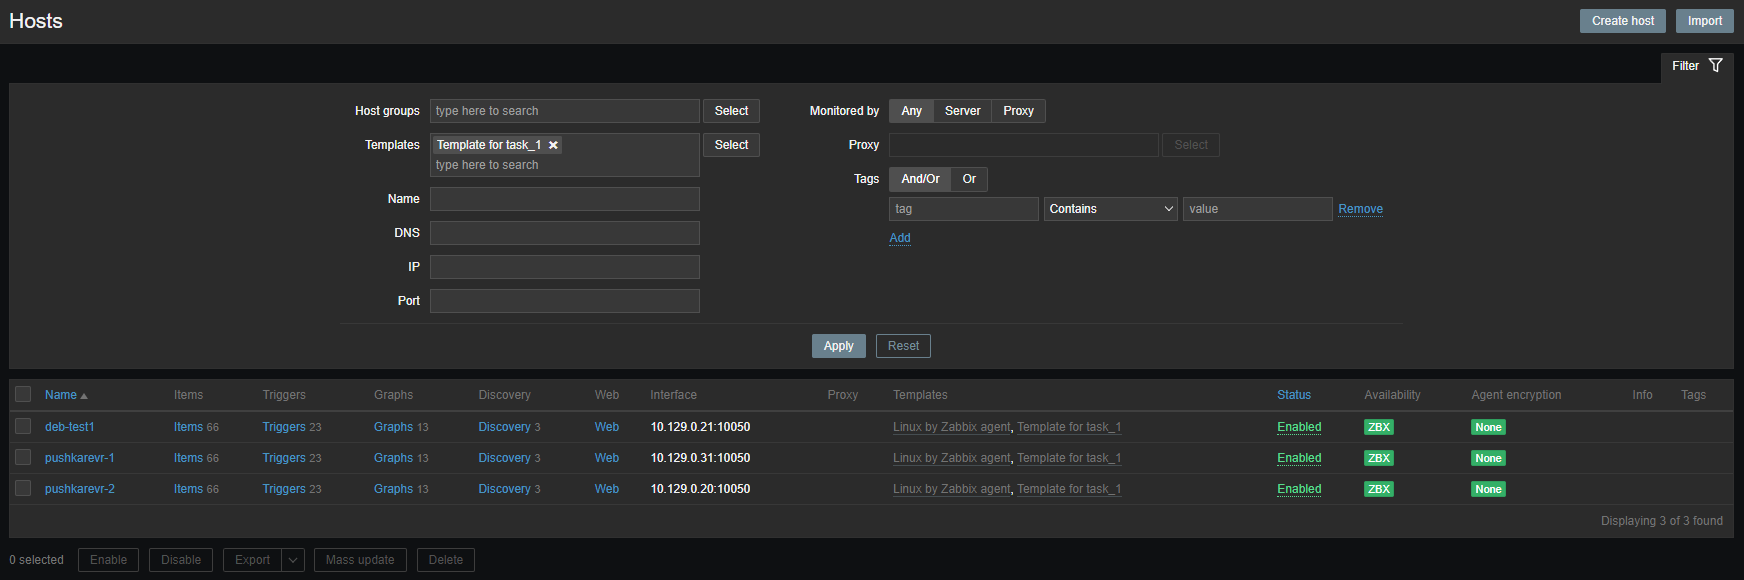 Hosts
Create host Import
Filter
Host groups type here to search Select
Monitored by Any Server Proxy
Templates Template for task_1 Select
type here to search
Proxy Select
Tags And/Or Or
Name
tag Contains value Remove
DNS
Add
IP
Port
Apply Reset
Name Items Triggers Graphs Discovery Web Interface Proxy Templates Status Availability Agent encryption Info Tags
deb-test1 Items 66 Triggers 23 Graphs 13 Discovery 3 Web 10.129.0.21:10050 Linux by Zabbix agent, Template for task_1 Enabled ZBX None
pushkarevr-1 Items 66 Triggers 23 Graphs 13 Discovery 3 Web 10.129.0.31:10050 Linux by Zabbix agent, Template for task_1 Enabled ZBX None
pushkarevr-2 Items 66 Triggers 23 Graphs 13 Discovery 3 Web 10.129.0.20:10050 Linux by Zabbix agent, Template for task_1 Enabled ZBX None
Displaying 3 of 3 found
0 selected Enable Disable Export Mass update Delete